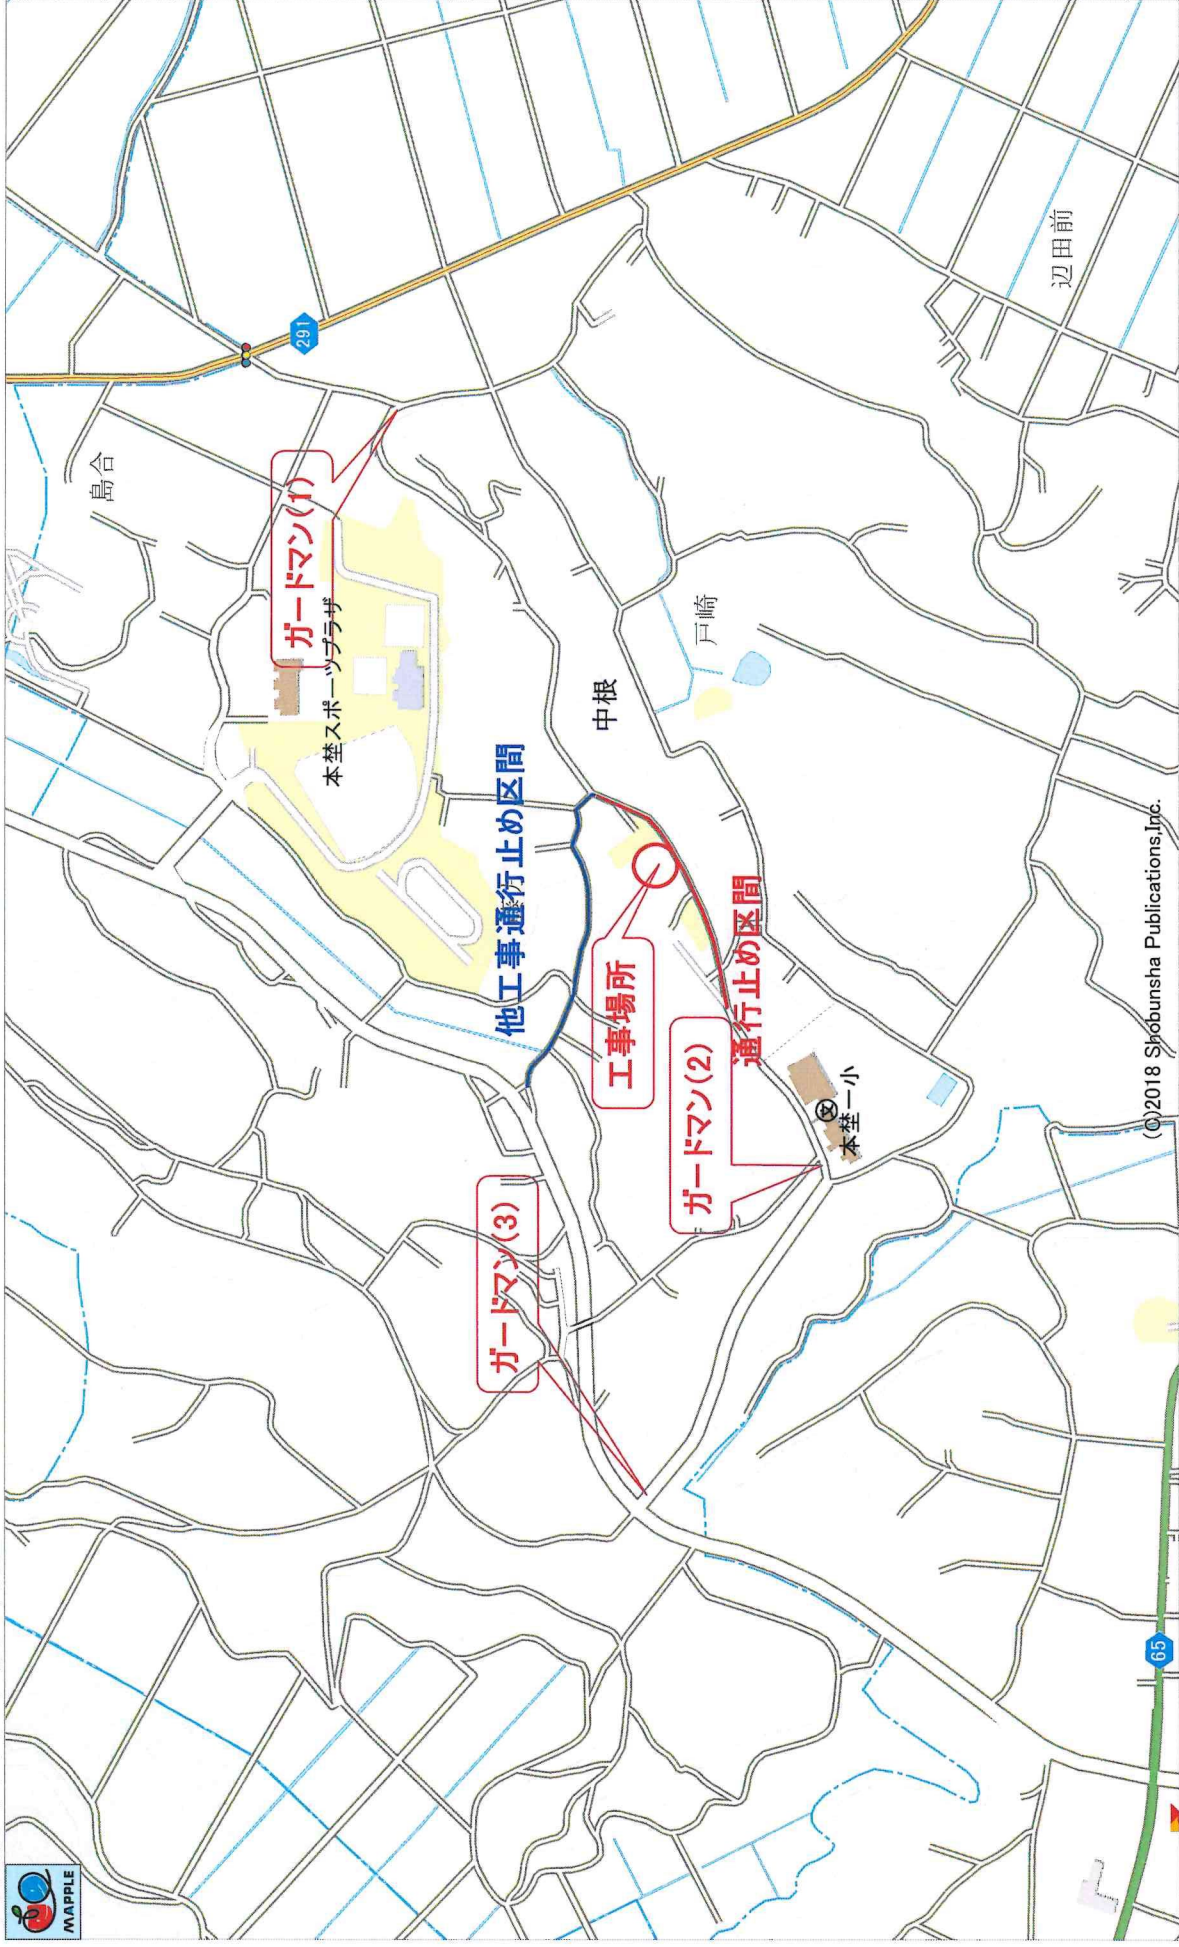 島合
291
ガードマン(1)
本埜スポーツプラザ
辺田前
戸崎
中根
他工事通行止め区間
工事場所
通行止め区間
ガードマン(2)
文
本埜一小
ガードマン(3)
65
MAPPLE
(C)2018 Shobunsha Publications,Inc.